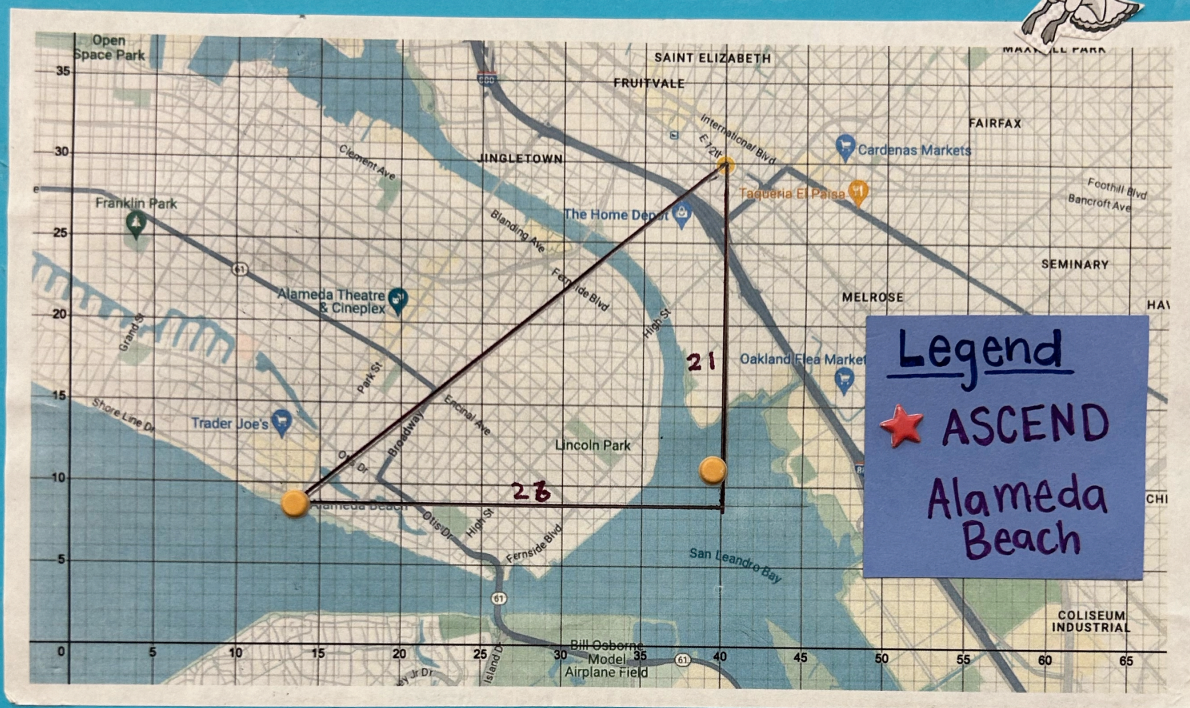 Open
Space Park
MAXWELL PARK
SAINT ELIZABETH
FRUITVALE
35
880
International Blvd
FAIRFAX
E 12th
30
Clement Ave
JINGLETOWN
Cardenas Markets
Taqueria El Paisa
Foothill Blvd
Bancroft Ave
Franklin Park
Blanding Ave
The Home Depot
25
61
SEMINARY
Alameda Theatre
& Cineplex
Fernside Blvd
MELROSE
20
Grand St
High St
Park St
21
Oakland Flea Market
15
Shore Line Dr
Trader Joe's
Encinal Ave
Broadway
Lincoln Park
Otis Dr
10
Alameda Beach
Otis Dr
High St
Fernside Blvd
San Leandro Bay
5
61
Legend
ASCEND
Alameda
Beach
COLISEUM
INDUSTRIAL
Bill Osborne
Model
Airplane Field
61
Island D
0 5 10 15 20 25 30 35 40 45 50 55 60 65